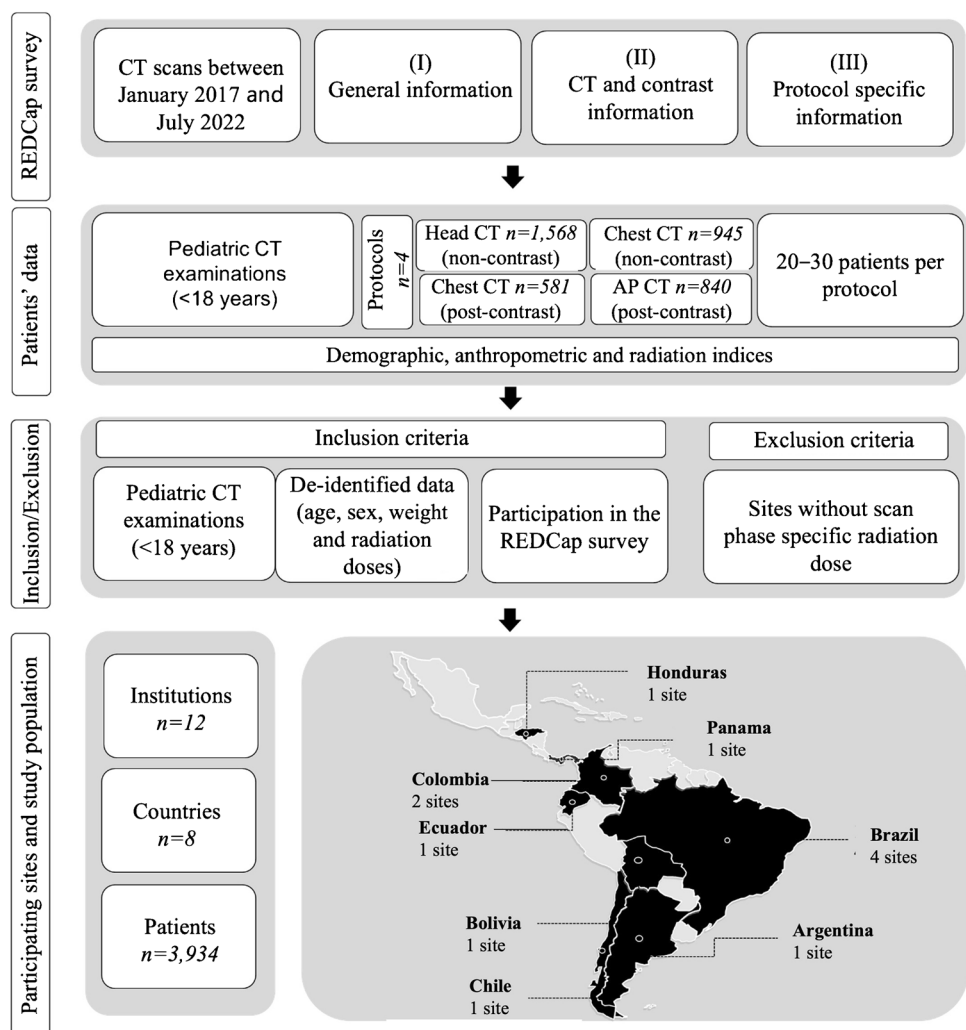 REDCap survey
CT scans between
January 2017 and
July 2022
(I)
General information
(II)
CT and contrast
information
(III)
Protocol specific
information
Patients’ data
Pediatric CT
examinations
(<18 years)
Protocols
n=4
Head CT n=1,568
(non-contrast)
Chest CT n=945
(non-contrast)
Chest CT n=581
(post-contrast)
AP CT n=840
(post-contrast)
20–30 patients per
protocol
Demographic, anthropometric and radiation indices
Inclusion/Exclusion
Inclusion criteria
Exclusion criteria
Pediatric CT
examinations
(<18 years)
De-identified data
(age, sex, weight
and radiation
doses)
Participation in the
REDCap survey
Sites without scan
phase specific radiation
dose
Participating sites and study population
Institutions
n=12
Countries
n=8
Patients
n=3,934
Honduras
1 site
Panama
1 site
Colombia
2 sites
Ecuador
1 site
Brazil
4 sites
Bolivia
1 site
Argentina
1 site
Chile
1 site